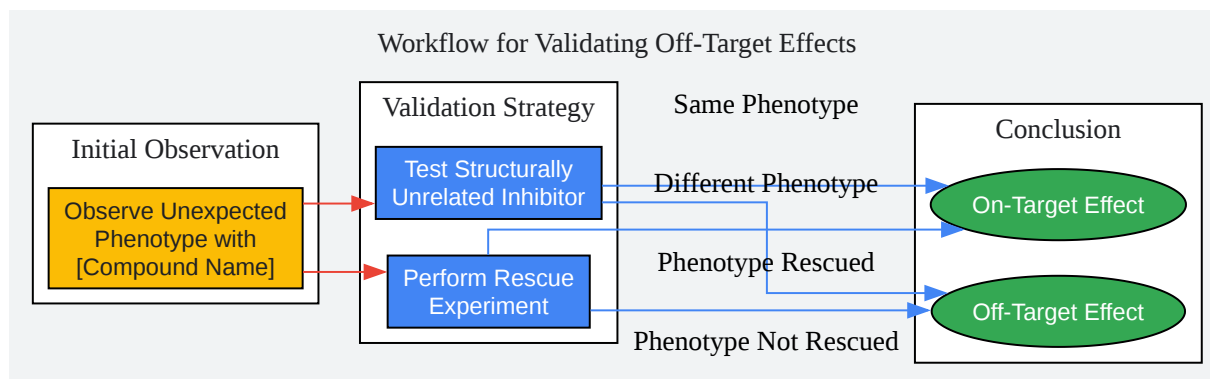 Workflow for Validating Off-Target Effects
Initial Observation
Observe Unexpected
Phenotype with
[Compound Name]
Validation Strategy
Test Structurally
Unrelated Inhibitor
Perform Rescue
Experiment
Same Phenotype
Different Phenotype
Phenotype Rescued
Phenotype Not Rescued
Conclusion
On-Target Effect
Off-Target Effect